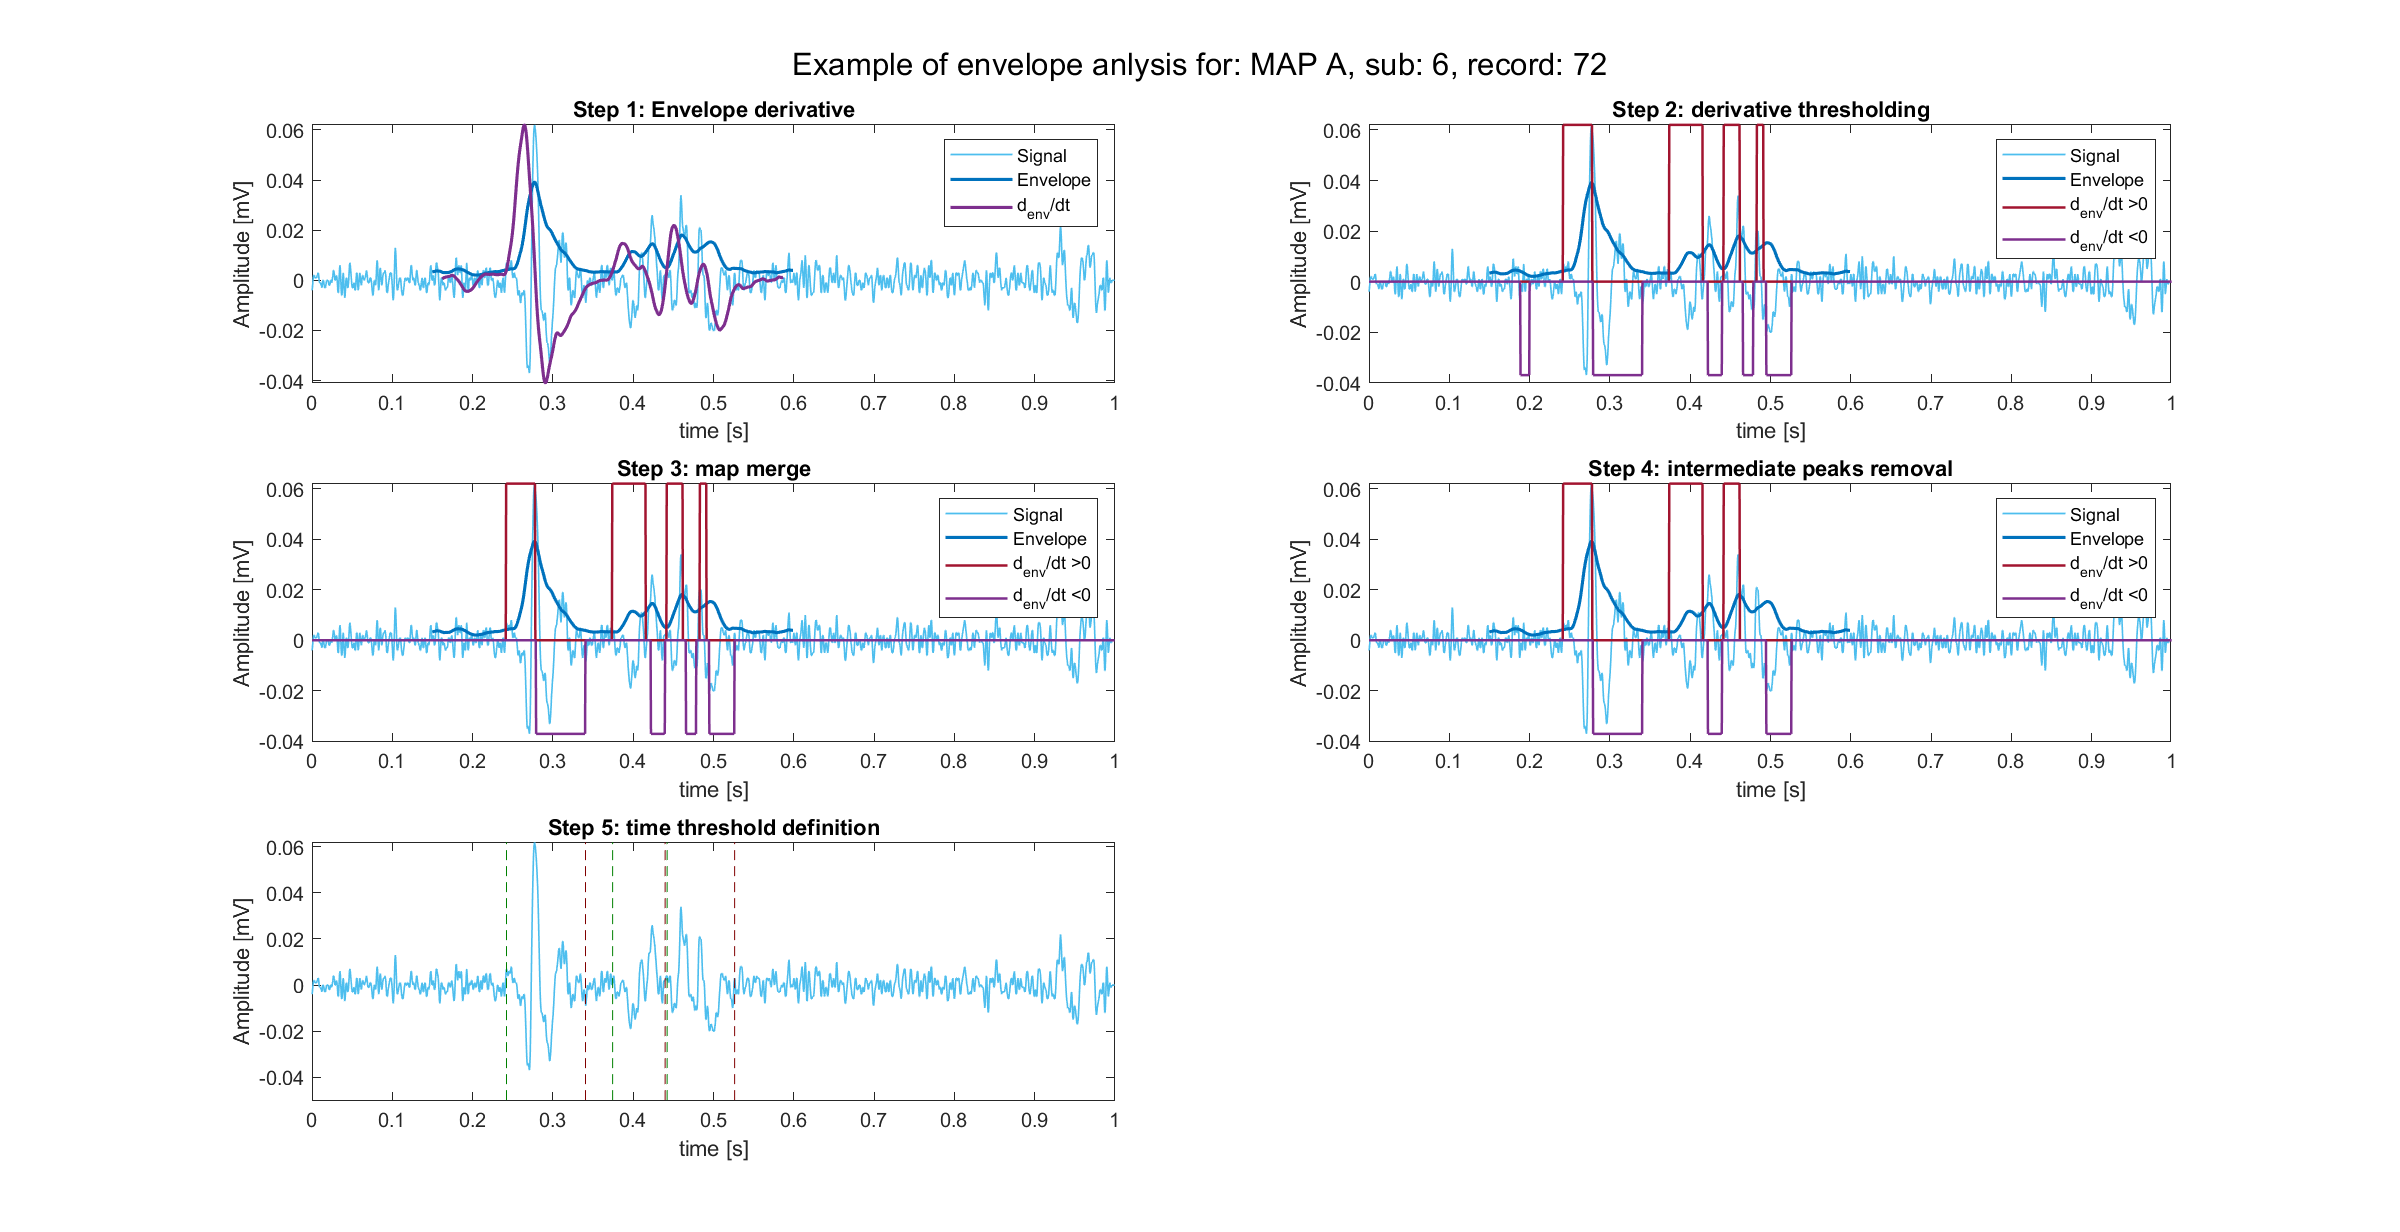 Example of envelope anlysis for: MAP A, sub: 6, record: 72
Step 1: Envelope derivative
0.06
0.04
0.02
0
-0.02
-0.04
Amplitude [mV]
0 0.1 0.2 0.3 0.4 0.5 0.6 0.7 0.8 0.9 1
time [s]
Signal
Envelope
d_env/dt
Step 2: derivative thresholding
0.06
0.04
0.02
0
-0.02
-0.04
Amplitude [mV]
0 0.1 0.2 0.3 0.4 0.5 0.6 0.7 0.8 0.9 1
time [s]
Signal
Envelope
d_env/dt >0
d_env/dt <0
Step 3: map merge
0.06
0.04
0.02
0
-0.02
-0.04
Amplitude [mV]
0 0.1 0.2 0.3 0.4 0.5 0.6 0.7 0.8 0.9 1
time [s]
Signal
Envelope
d_env/dt >0
d_env/dt <0
Step 4: intermediate peaks removal
0.06
0.04
0.02
0
-0.02
-0.04
Amplitude [mV]
0 0.1 0.2 0.3 0.4 0.5 0.6 0.7 0.8 0.9 1
time [s]
Signal
Envelope
d_env/dt >0
d_env/dt <0
Step 5: time threshold definition
0.06
0.04
0.02
0
-0.02
-0.04
Amplitude [mV]
0 0.1 0.2 0.3 0.4 0.5 0.6 0.7 0.8 0.9 1
time [s]